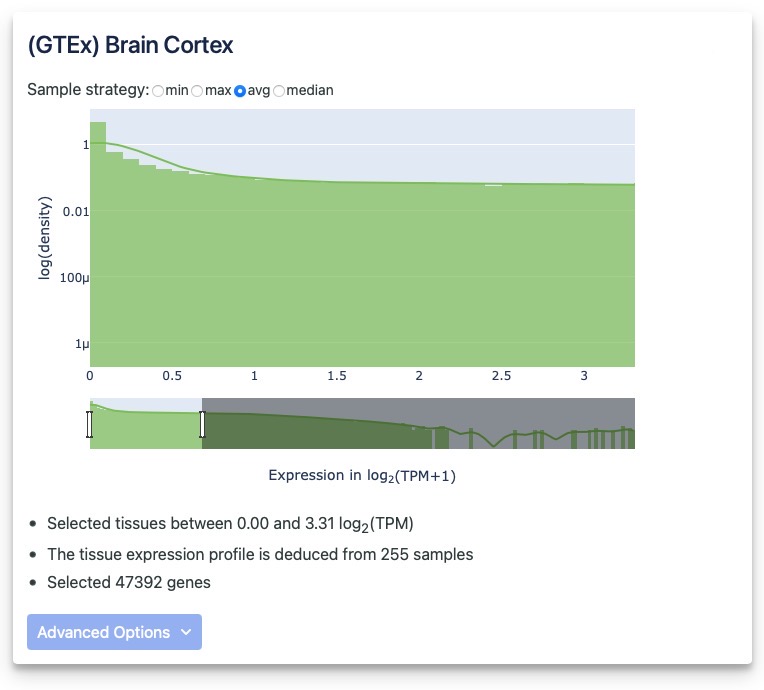 (GTEx) Brain Cortex
Sample strategy: min max avg median
1
0.01
100μ
1μ
log(density)
0 0.5 1 1.5 2 2.5 3
Expression in log₂(TPM+1)
• Selected tissues between 0.00 and 3.31 log₂(TPM)
• The tissue expression profile is deduced from 255 samples
• Selected 47392 genes
Advanced Options